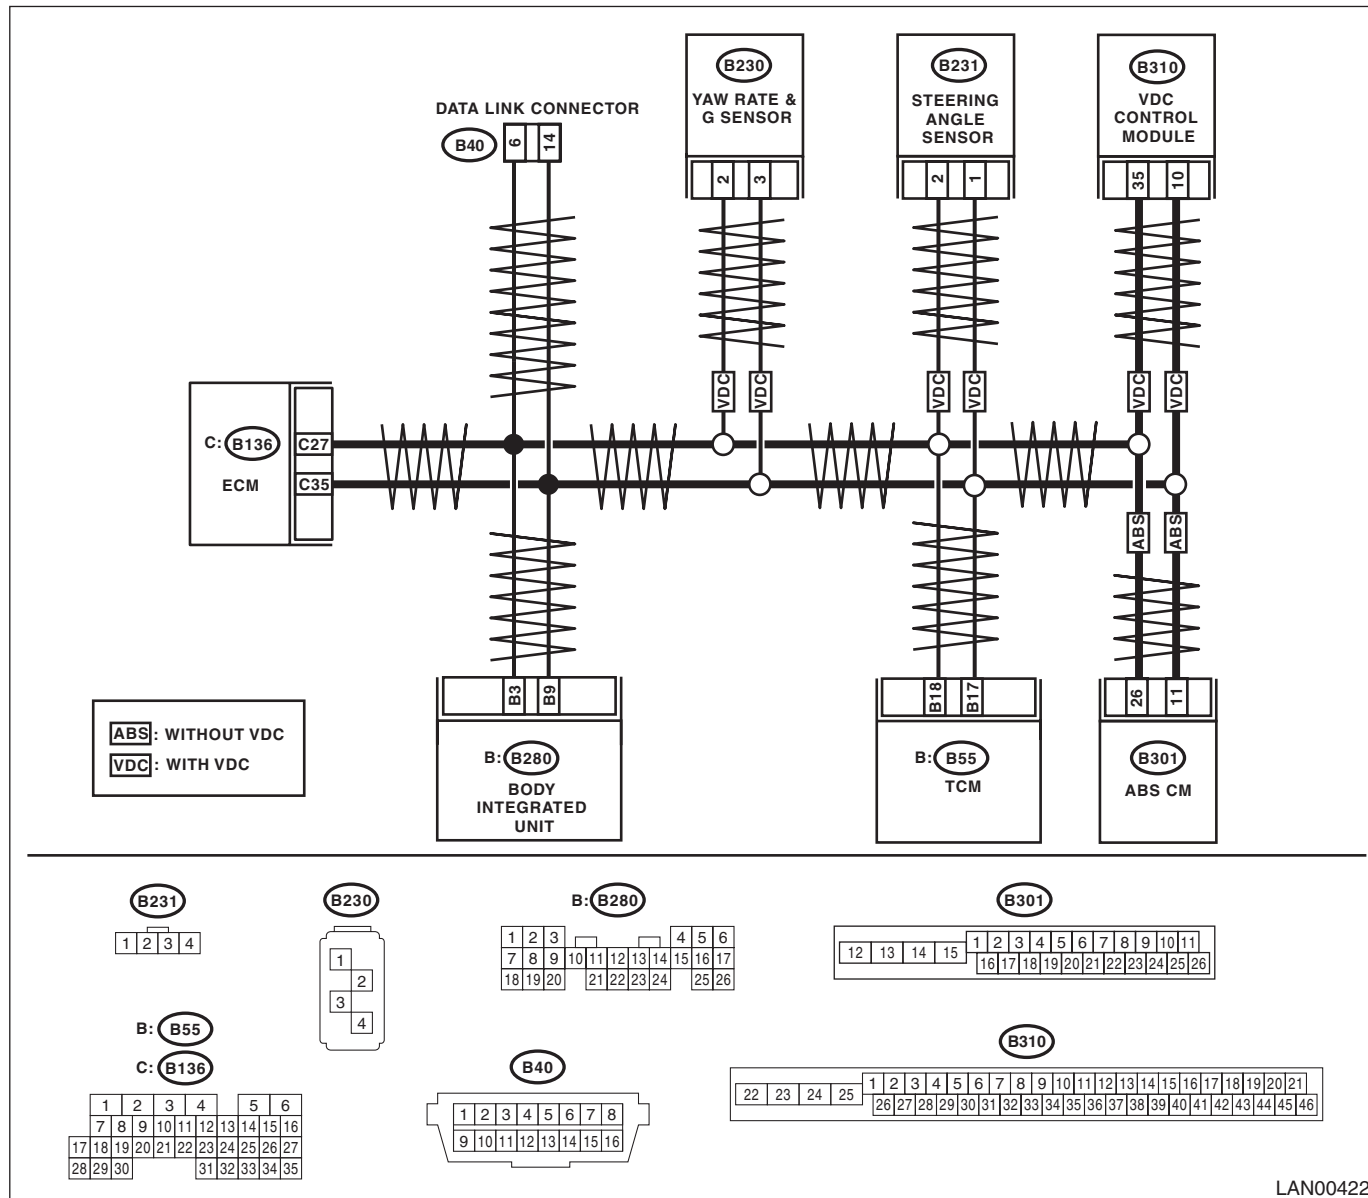 B230
YAW RATE &
G SENSOR
2 3
B231
STEERING
ANGLE
SENSOR
2 1
B310
VDC
CONTROL
MODULE
35 10
DATA LINK CONNECTOR
B40 6 14
VDC VDC VDC VDC VDC VDC
C: B136
ECM
C27
C35
ABS ABS
B3 B9
B: B280
BODY
INTEGRATED
UNIT
B18 B17
B: B55
TCM
26 11
B301
ABS CM
ABS : WITHOUT VDC
VDC : WITH VDC
B231
1 2 3 4
B230
1
2
3
4
B: B280
1 2 3 4 5 6
7 8 9 10 11 12 13 14 15 16 17
18 19 20 21 22 23 24 25 26
B301
1 2 3 4 5 6 7 8 9 10 11
12 13 14 15
16 17 18 19 20 21 22 23 24 25 26
B: B55
C: B136
1 2 3 4 5 6
7 8 9 10 11 12 13 14 15 16
17 18 19 20 21 22 23 24 25 26 27
28 29 30 31 32 33 34 35
B40
1 2 3 4 5 6 7 8
9 10 11 12 13 14 15 16
B310
1 2 3 4 5 6 7 8 9 10 11 12 13 14 15 16 17 18 19 20 21
22 23 24 25
26 27 28 29 30 31 32 33 34 35 36 37 38 39 40 41 42 43 44 45 46
LAN00422